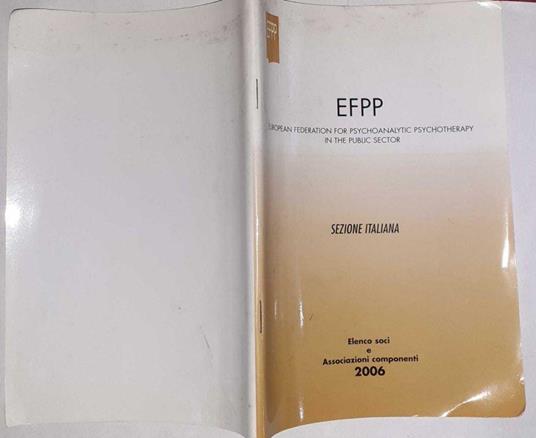 EFPP
EFPP
EUROPEAN FEDERATION FOR PSYCHOANALYTIC PSYCHOTHERAPY
IN THE PUBLIC SECTOR
SEZIONE ITALIANA
Elenco soci
e
Associazioni componenti
2006